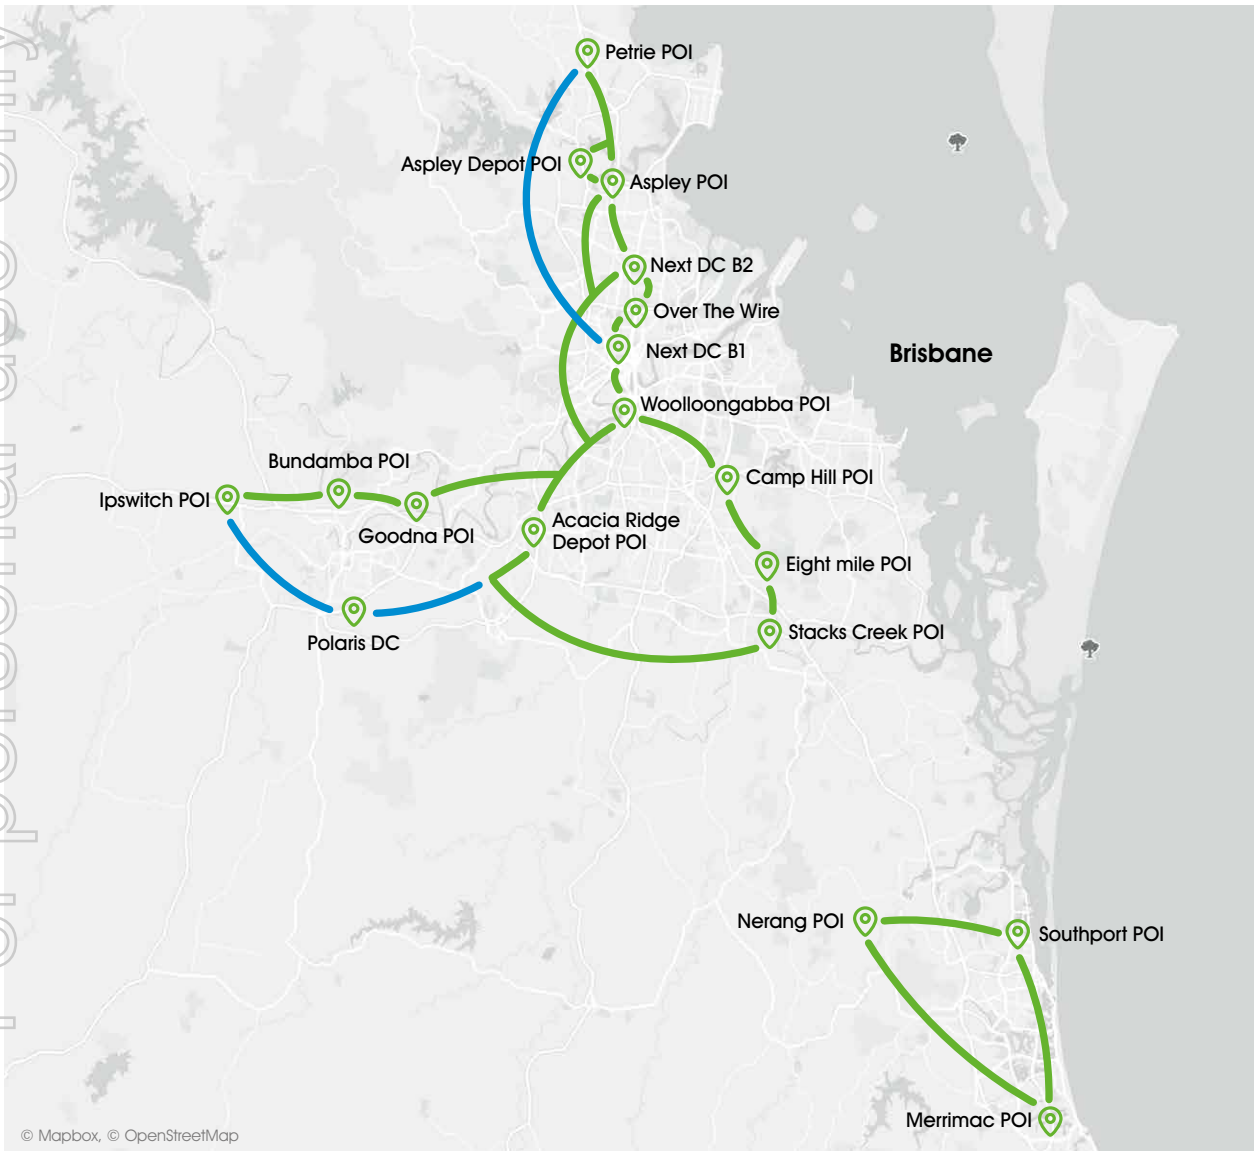 Petrie POI
Aspley Depot POI
Aspley POI
Next DC B2
Over The Wire
Next DC B1
Brisbane
Woolloongabba POI
Bundamba POI
Camp Hill POI
Ipswitch POI
Goodna POI
Acacia Ridge
Depot POI
Eight mile POI
Stacks Creek POI
Polaris DC
Nerang POI
Southport POI
Merrimac POI
© Mapbox, © OpenStreetMap